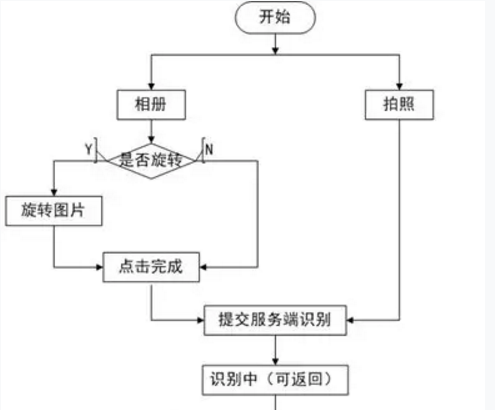 开始
相册
拍照
Y
是否旋转
N
旋转图片
点击完成
提交服务端识别
识别中（可返回）